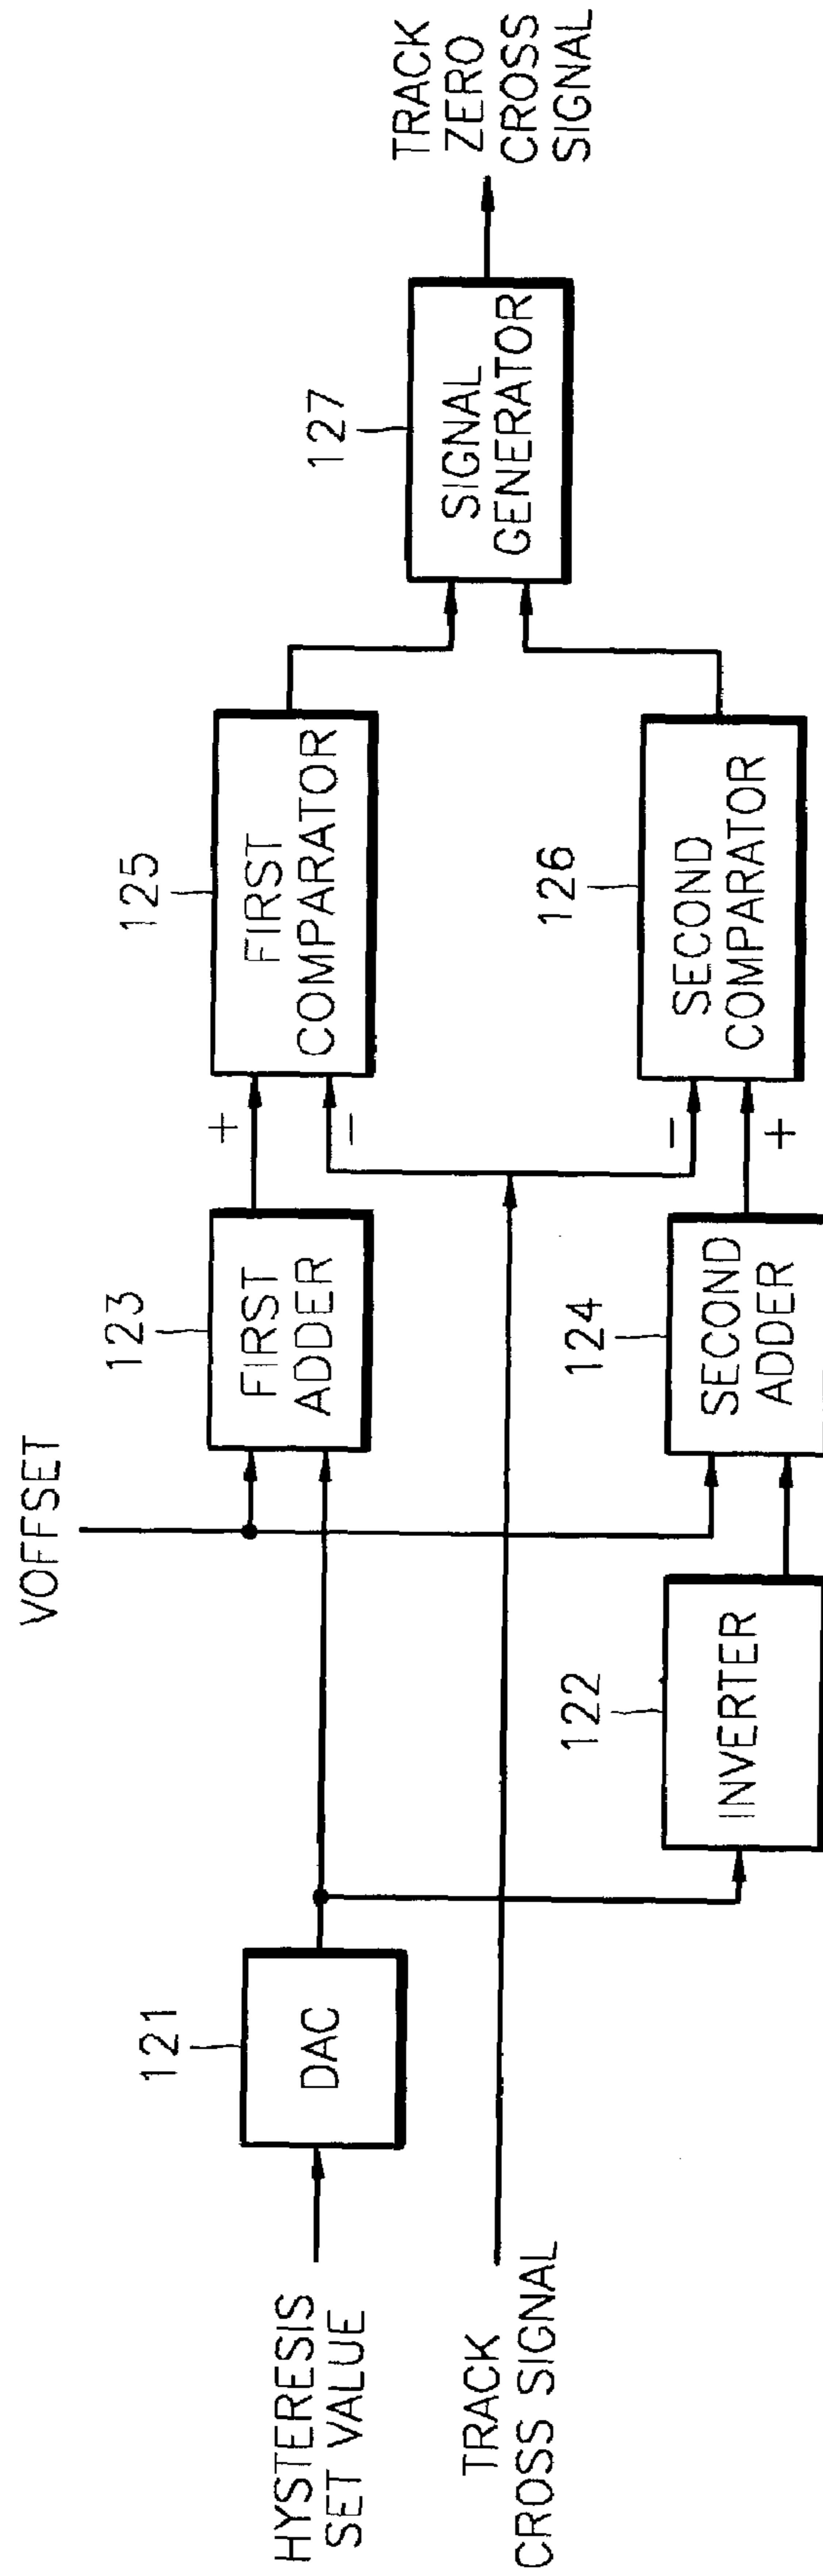 HYSTERESIS
SET VALUE
TRACK
CROSS SIGNAL
121
DAC
122
INVERTER
VOFFSET
123
FIRST
ADDER
124
SECOND
ADDER
+
−
−
+
125
FIRST
COMPARATOR
126
SECOND
COMPARATOR
127
SIGNAL
GENERATOR
TRACK
ZERO
CROSS
SIGNAL